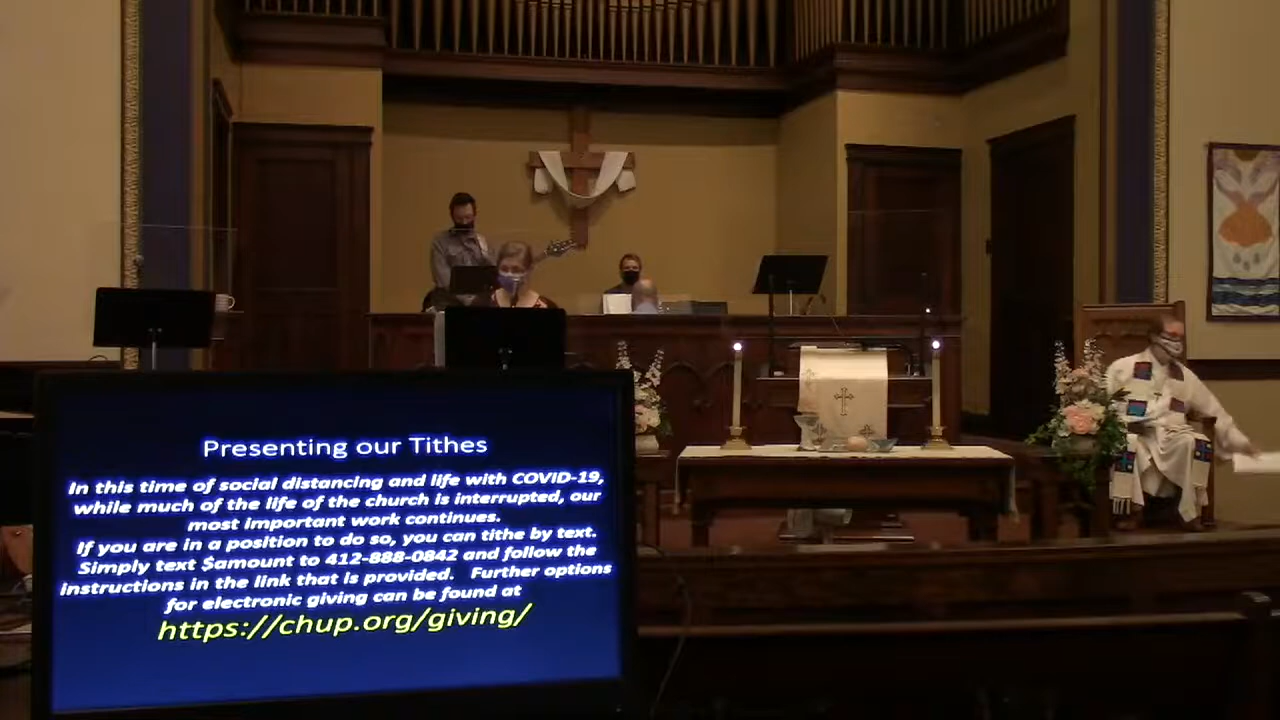 Presenting our Tithes
In this time of social distancing and life with COVID-19,
while much of the life of the church is interrupted, our
most important work continues.
If you are in a position to do so, you can tithe by text.
Simply text $amount to 412-888-0842 and follow the
instructions in the link that is provided.  Further options
for electronic giving can be found at
https://chup.org/giving/